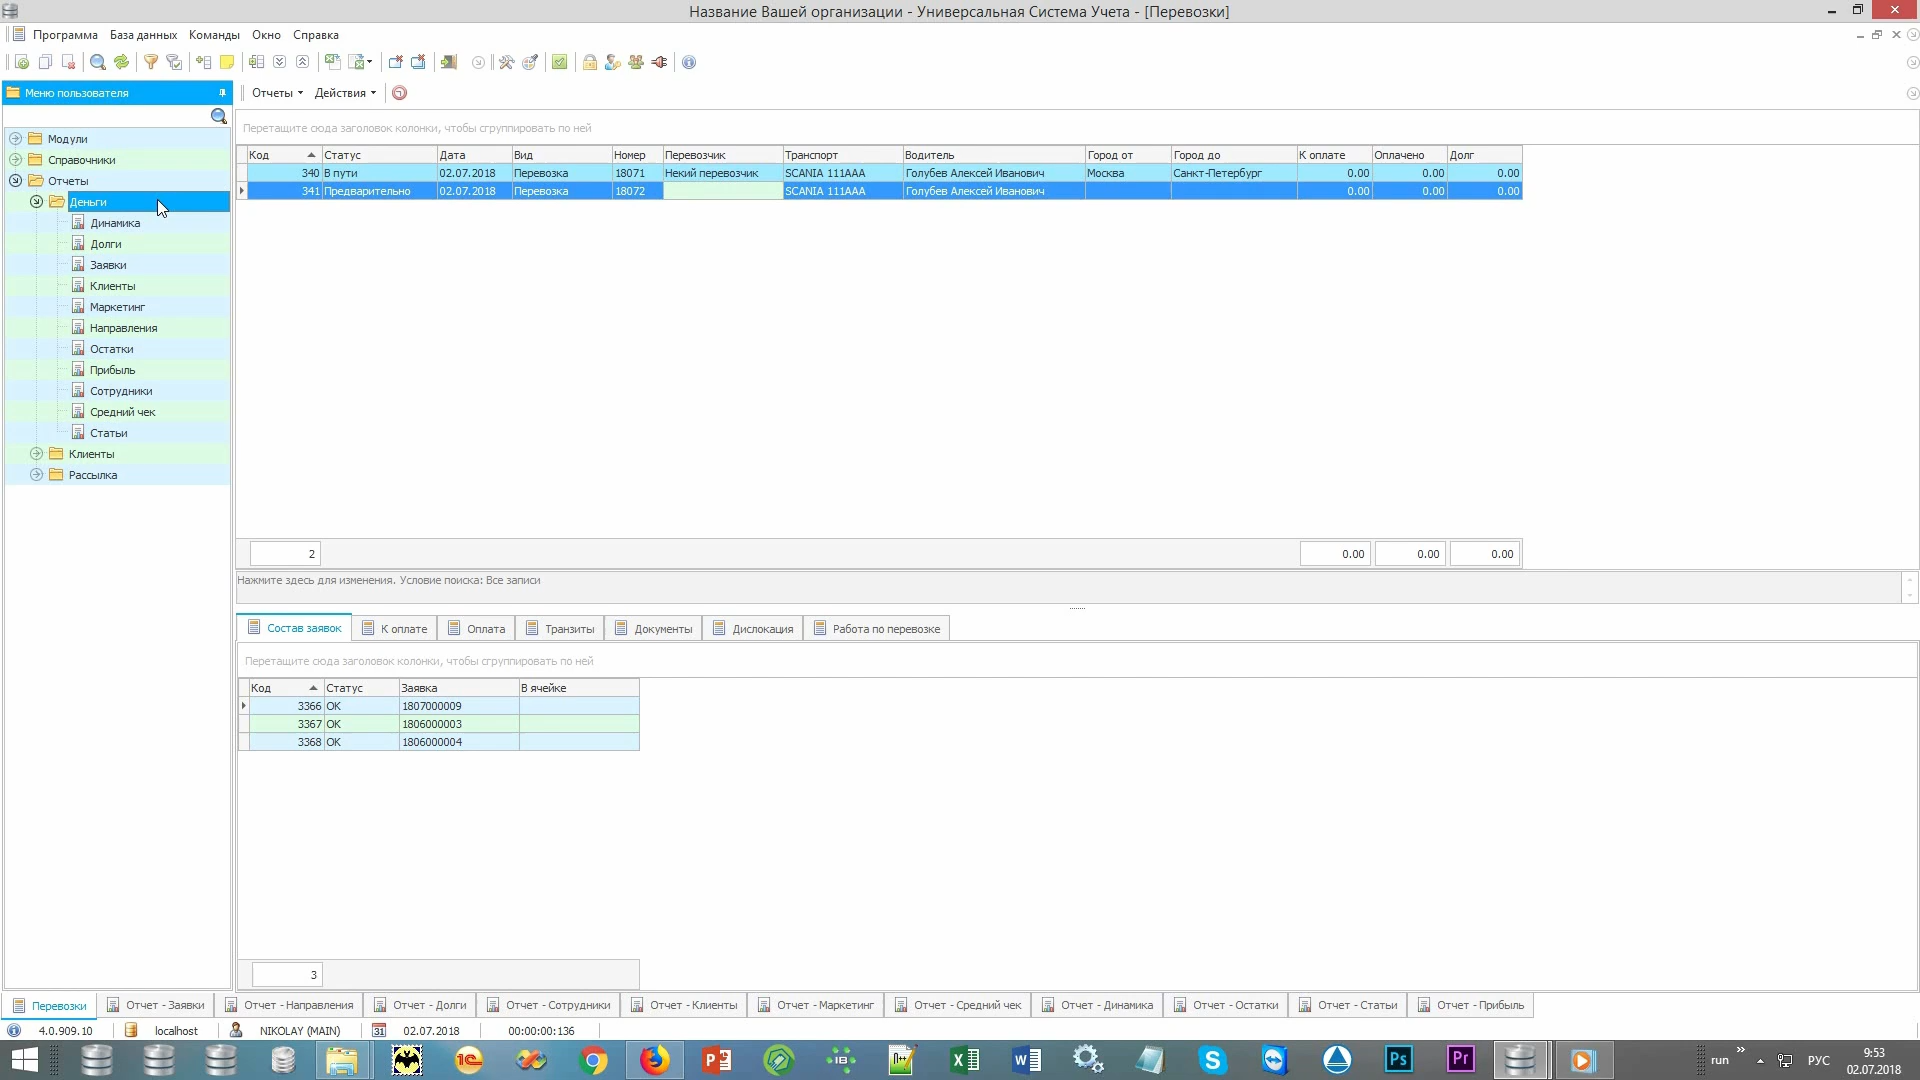 Название Вашей организации - Универсальная Система Учета - [Перевозки]
Программа База данных Команды Окно Справка
Меню пользователя
Отчеты Действия
Перетащите сюда заголовок колонки, чтобы сгруппировать по ней
Модули
Справочники
Отчеты
Деньги
Динамика
Долги
Заявки
Клиенты
Маркетинг
Направления
Остатки
Прибыль
Сотрудники
Средний чек
Статьи
Клиенты
Рассылка
Код Статус Дата Вид Номер Перевозчик Транспорт Водитель Город от Город до К оплате Оплачено Долг
340 В пути 02.07.2018 Перевозка 18071 Некий перевозчик SCANIA 111AAA Голубев Алексей Иванович Москва Санкт-Петербург 0.00 0.00 0.00
341 Предварительно 02.07.2018 Перевозка 18072 SCANIA 111AAA Голубев Алексей Иванович 0.00 0.00 0.00
2 0.00 0.00 0.00
Нажмите здесь для изменения. Условие поиска: Все записи
Состав заявок К оплате Оплата Транзиты Документы Дислокация Работа по перевозке
Перетащите сюда заголовок колонки, чтобы сгруппировать по ней
Код Статус Заявка В ячейке
3366 ОК 1807000009
3367 ОК 1806000003
3368 ОК 1806000004
3
Перевозки Отчет - Заявки Отчет - Направления Отчет - Долги Отчет - Сотрудники Отчет - Клиенты Отчет - Маркетинг Отчет - Средний чек Отчет - Динамика Отчет - Остатки Отчет - Статьи Отчет - Прибыль
4.0.909.10 localhost NIKOLAY (MAIN) 31 02.07.2018 00:00:00:136
run » РУС 9:53
02.07.2018